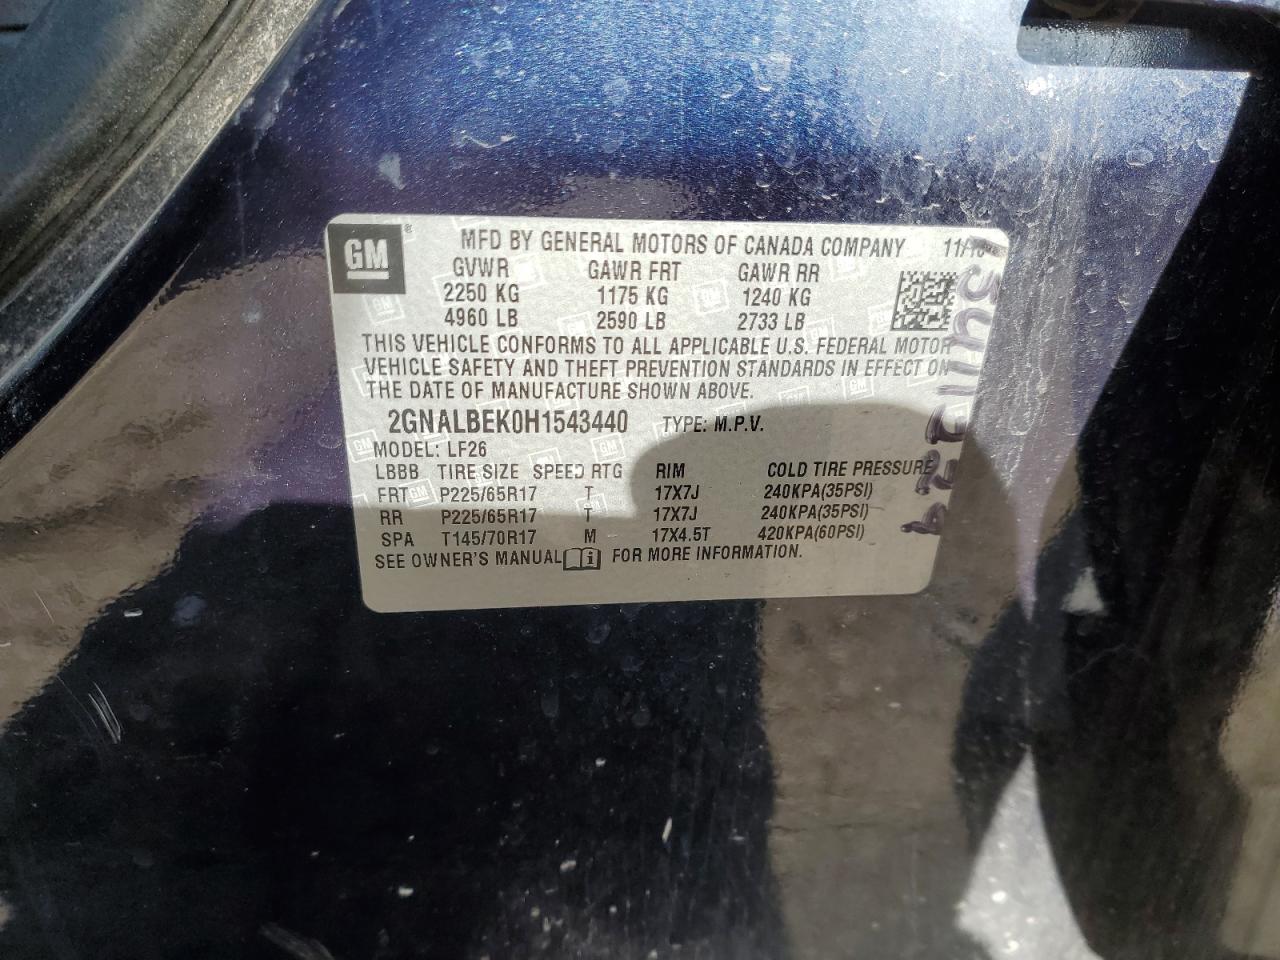 GM
MFD BY GENERAL MOTORS OF CANADA COMPANY
GVWR GAWR FRT GAWR RR
2250 KG 1175 KG 1240 KG
4960 LB 2590 LB 2733 LB
THIS VEHICLE CONFORMS TO ALL APPLICABLE U.S. FEDERAL MOTOR
VEHICLE SAFETY AND THEFT PREVENTION STANDARDS IN EFFECT ON
THE DATE OF MANUFACTURE SHOWN ABOVE.
2GNALBEK0H1543440 TYPE: M.P.V.
MODEL: LF26
LBBB TIRE SIZE SPEED RTG RIM COLD TIRE PRESSURE
FRT P225/65R17 T 17X7J 240KPA(35PSI)
RR P225/65R17 T 17X7J 240KPA(35PSI)
SPA T145/70R17 M 17X4.5T 420KPA(60PSI)
SEE OWNER'S MANUAL FOR MORE INFORMATION.